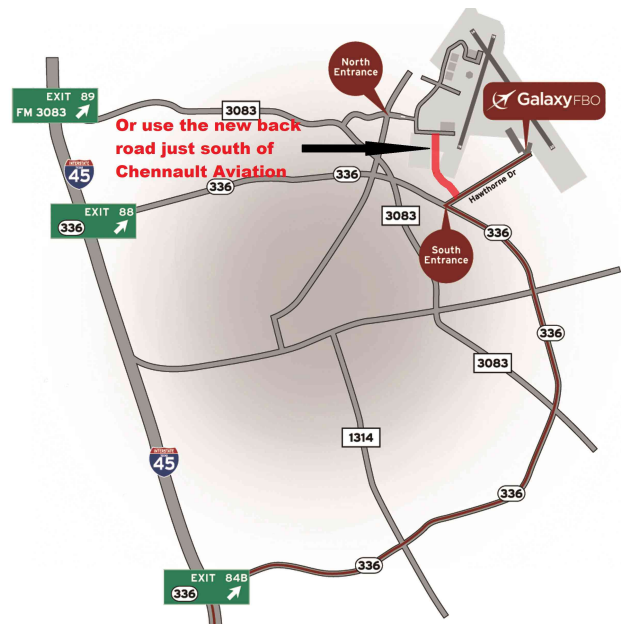 North
Entrance
EXIT 89
FM 3083
3083
Galaxy FBO
Or use the new back
road just south of
Chennault Aviation
INTERSTATE
45
336
336
EXIT 88
336
3083
Hawthorne Dr
South
Entrance
336
336
3083
1314
INTERSTATE
45
336
336
EXIT 84B
336